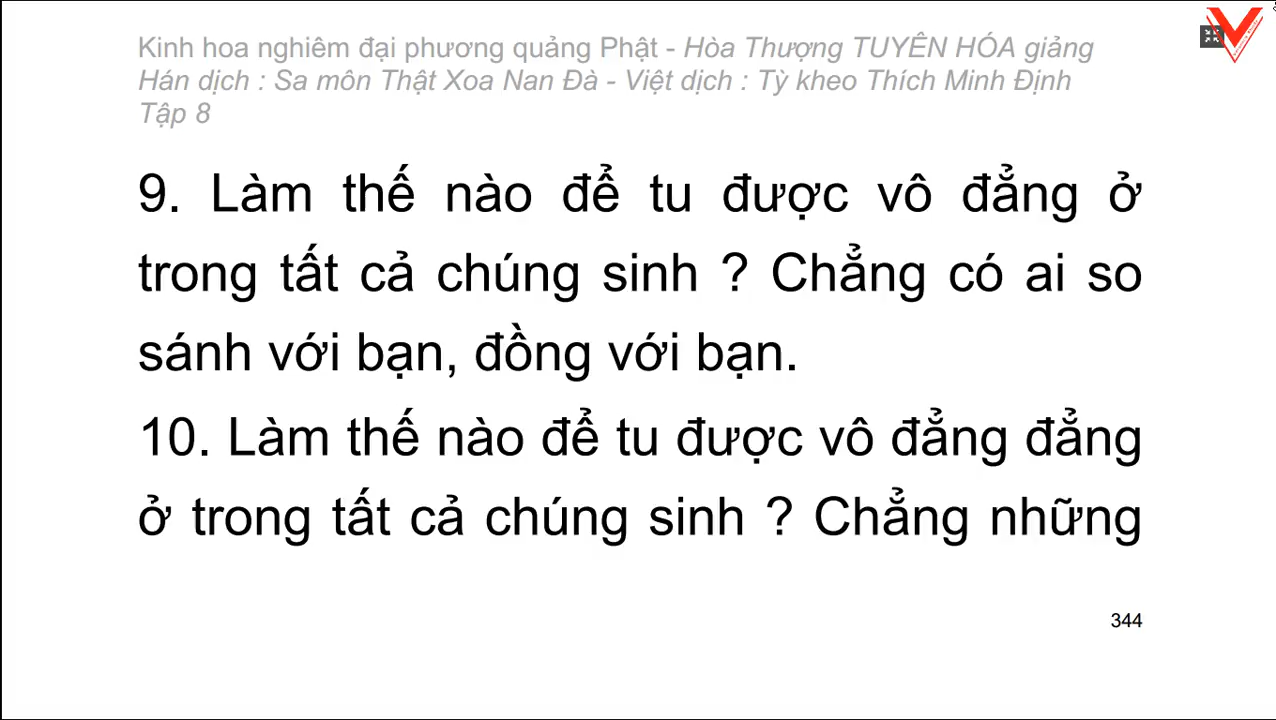 Kinh hoa nghiêm đại phương quảng Phật - Hòa Thượng TUYÊN HÓA giảng
Hán dịch : Sa môn Thật Xoa Nan Đà - Việt dịch : Tỳ kheo Thích Minh Định
Tập 8
9. Làm thế nào để tu được vô đẳng ở
trong tất cả chúng sinh ? Chẳng có ai so
sánh với bạn, đồng với bạn.
10. Làm thế nào để tu được vô đẳng đẳng
ở trong tất cả chúng sinh ? Chẳng những
344